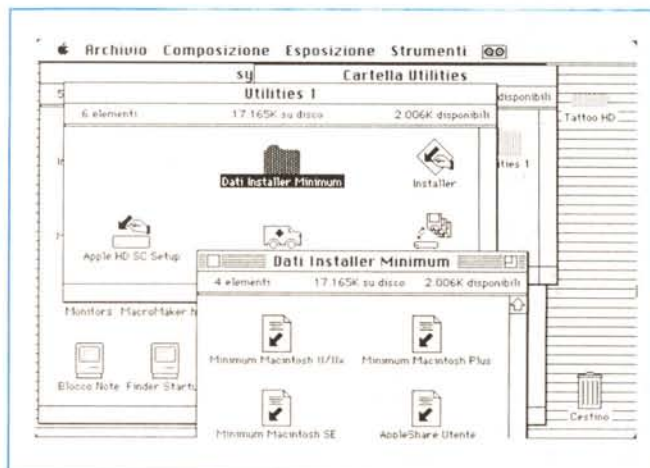 Archivio Composizione Esposizione Strumenti
sy Cartella Utilities
Utilities 1
6 elementi 17.165K su disco 2.006K disponibili
disponibili
Tattoo HD
Dati Installer Minimum
Installer
ities 1
Apple HD SC Setup
Dati Installer Minimum
4 elementi 17.165K su disco 2.006K disponibili
Monitors MacroMaker
Minimum Macintosh II/IIx Minimum Macintosh Plus
Blocco Note Finder Startu
Minimum Macintosh SE AppleShare Utente
Cestino